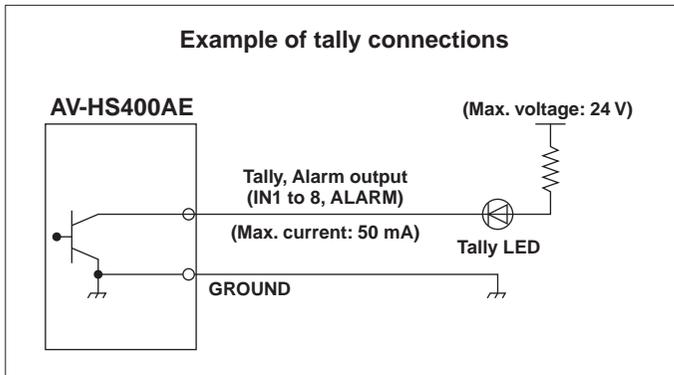 Example of tally connections
AV-HS400AE
(Max. voltage: 24 V)
Tally, Alarm output
(IN1 to 8, ALARM)
(Max. current: 50 mA)
Tally LED
GROUND